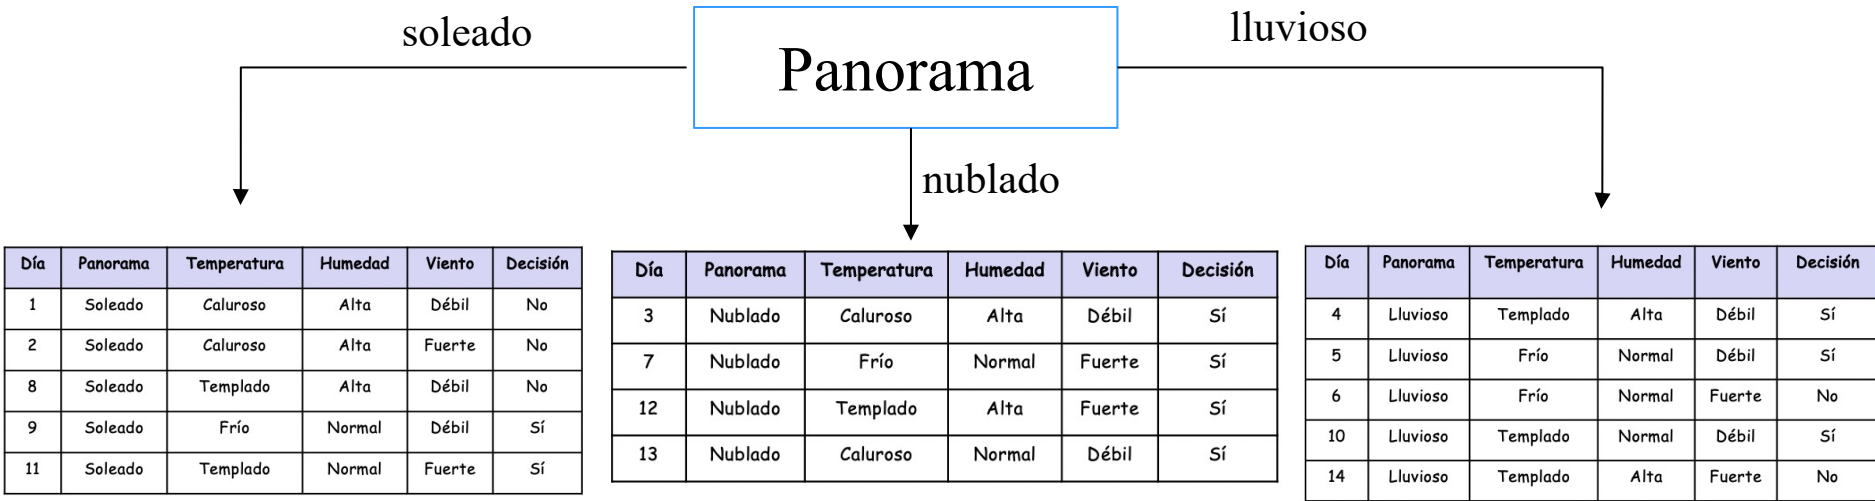 soleado
Panorama
lluvioso
nublado
Día Panorama Temperatura Humedad Viento Decisión
1 Soleado Caluroso Alta Débil No
2 Soleado Caluroso Alta Fuerte No
8 Soleado Templado Alta Débil No
9 Soleado Frío Normal Débil Sí
11 Soleado Templado Normal Fuerte Sí
Día Panorama Temperatura Humedad Viento Decisión
3 Nublado Caluroso Alta Débil Sí
7 Nublado Frío Normal Fuerte Sí
12 Nublado Templado Alta Fuerte Sí
13 Nublado Caluroso Normal Débil Sí
Día Panorama Temperatura Humedad Viento Decisión
4 Lluvioso Templado Alta Débil Sí
5 Lluvioso Frío Normal Débil Sí
6 Lluvioso Frío Normal Fuerte No
10 Lluvioso Templado Normal Débil Sí
14 Lluvioso Templado Alta Fuerte No